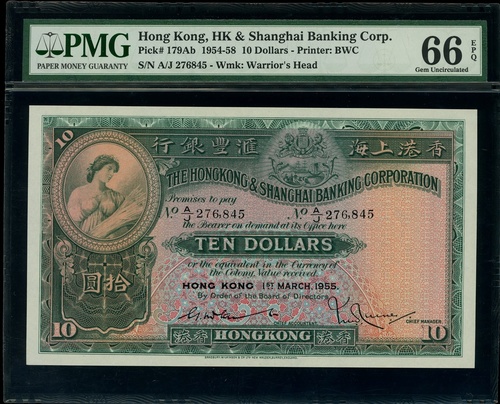 PMG
PAPER MONEY GUARANTY
Hong Kong, HK & Shanghai Banking Corp.
Pick# 179Ab 1954-58 10 Dollars - Printer: BWC
S/N A/J 276845 - Wmk: Warrior's Head
66 EPQ
Gem Uncirculated
10
10
行銀豐滙
海上港香
THE HONGKONG & SHANGHAI BANKING CORPORATION
Promises to pay
No A/J 276,845
No A/J 276,845
the Bearer on demand at its Office here
TEN DOLLARS
or the equivalent in the Currency of
the Colony, Value received.
圓拾
HONG KONG 1ST MARCH, 1955.
By Order of the Board of Directors
ACCOUNTANT
CHIEF MANAGER
10
港香
HONGKONG
港香
10